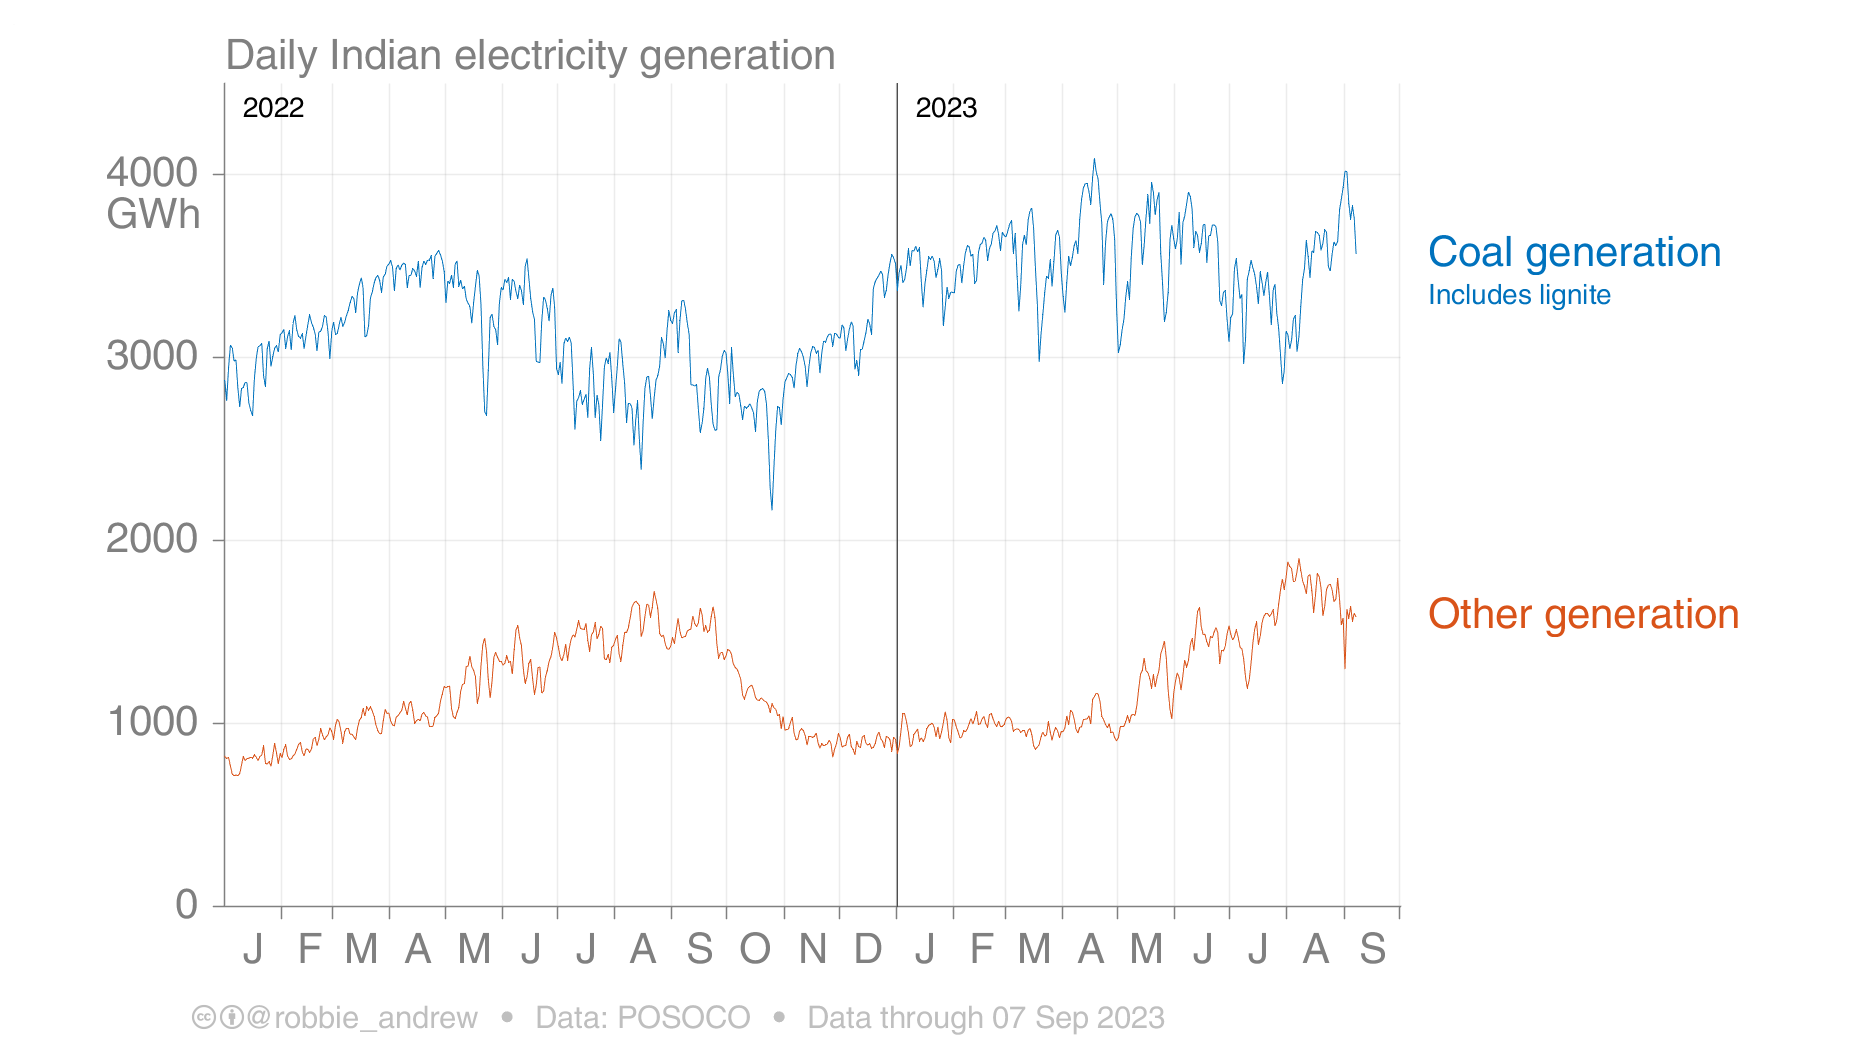 Daily Indian electricity generation
2022 2023
4000
GWh
3000
2000
1000
0
Coal generation
Includes lignite
Other generation
J F M A M J J A S O N D J F M A M J J A S
@robbie_andrew • Data: POSOCO • Data through 07 Sep 2023